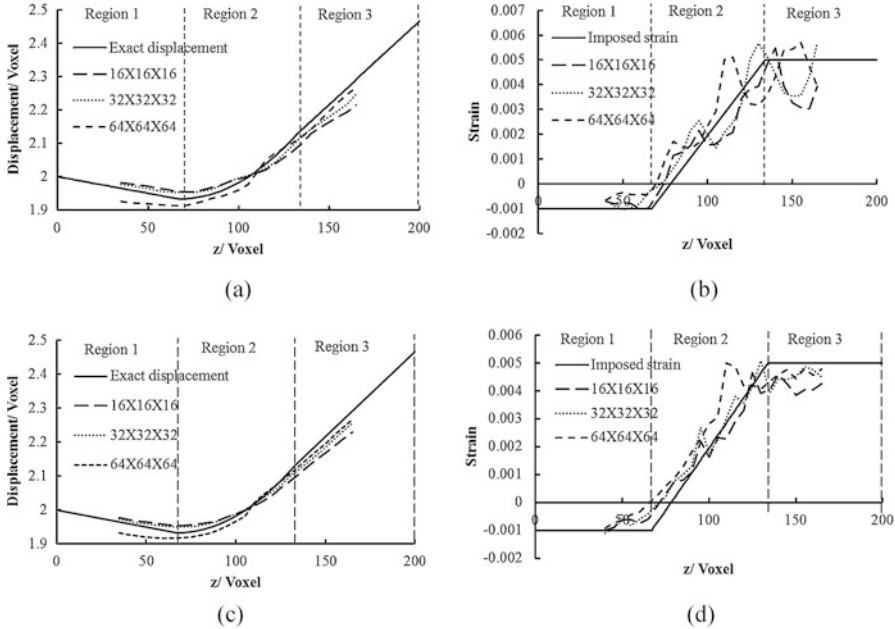 Region 1
Region 2
Region 3
2.5
2.4
2.3
2.2
2.1
2
1.9
Displacement/ Voxel
Exact displacement
16X16X16
32X32X32
64X64X64
0
50
100
150
200
z/ Voxel
(a)
Region 1
Region 2
Region 3
0.007
0.006
0.005
0.004
0.003
0.002
0.001
0
-0.001
-0.002
Strain
Imposed strain
16X16X16
32X32X32
64X64X64
0
50
100
150
200
z/ Voxel
(b)
Region 1
Region 2
Region 3
2.5
2.4
2.3
2.2
2.1
2
1.9
Displacement/ Voxel
Exact displacement
16X16X16
32X32X32
64X64X64
0
50
100
150
200
z/ Voxel
(c)
Region 1
Region 2
Region 3
0.006
0.005
0.004
0.003
0.002
0.001
0
-0.001
-0.002
Strain
Imposed strain
16X16X16
32X32X32
64X64X64
0
50
100
150
200
z/ Voxel
(d)